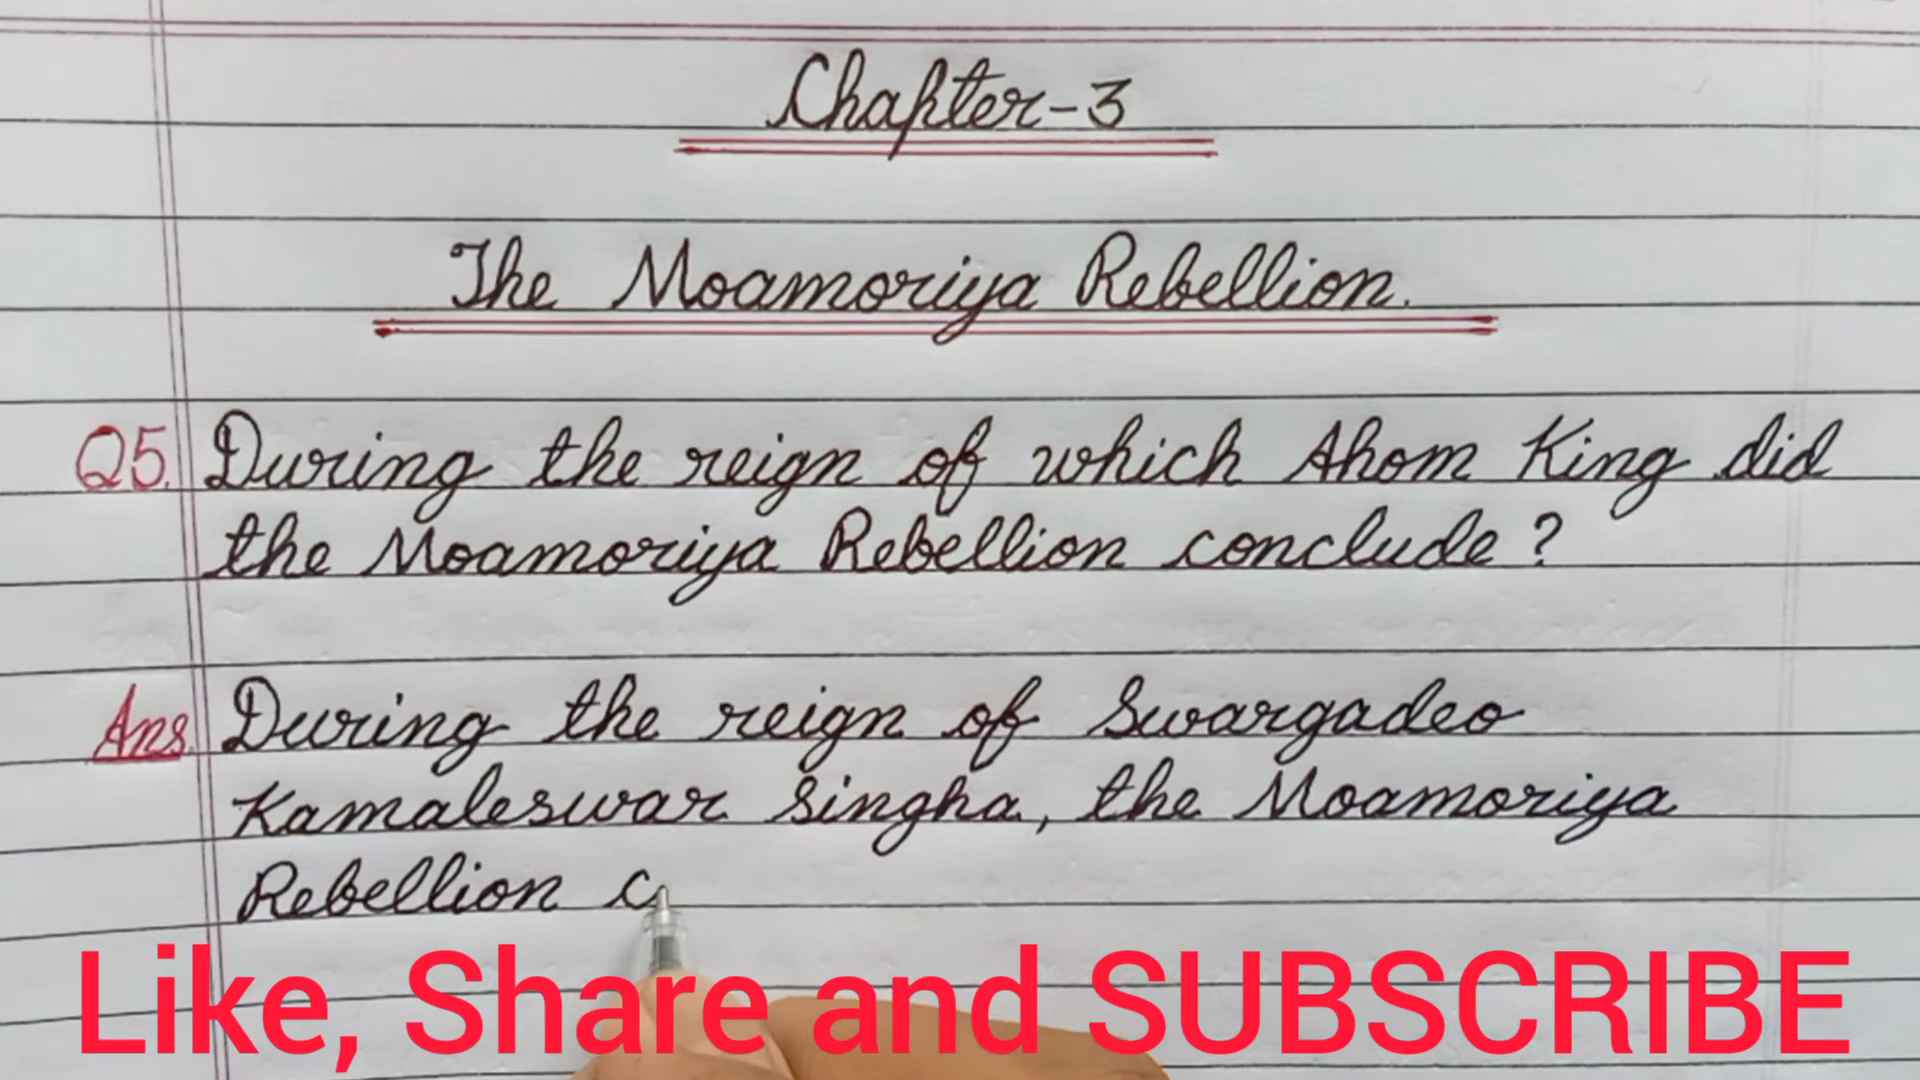 Chapter-3
The Moamoriya Rebellion.
Q5. During the reign of which Ahom King did
the Moamoriya Rebellion conclude?
Ans. During the reign of Swargadeo
Kamaleswar Singha, the Moamoriya
Rebellion c
Like, Share and SUBSCRIBE